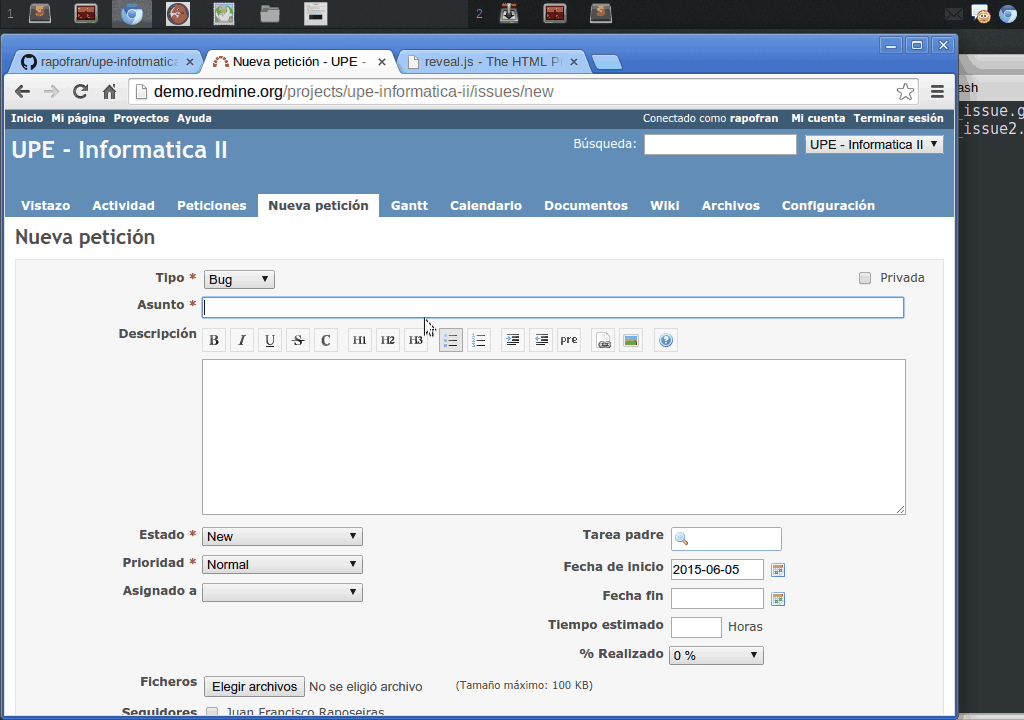 1 2
rapofran/upe-infotmatica Nueva petición - UPE - reveal.js - The HTML P
ash
demo.redmine.org/projects/upe-informatica-ii/issues/new
_issue.g
_issue2.
Inicio Mi página Proyectos Ayuda Conectado como rapofran Mi cuenta Terminar sesión
UPE - Informatica II Búsqueda: UPE - Informatica II
Vistazo Actividad Peticiones Nueva petición Gantt Calendario Documentos Wiki Archivos Configuración
Nueva petición
Tipo * Bug Privada
Asunto *
Descripción B I U S C H1 H2 H3 pre
Estado * New Tarea padre
Prioridad * Normal Fecha de inicio 2015-06-05
Asignado a Fecha fin
Tiempo estimado Horas
% Realizado 0 %
Ficheros Elegir archivos No se eligió archivo (Tamaño máximo: 100 KB)
Seguidores Juan Francisco Raposeiras